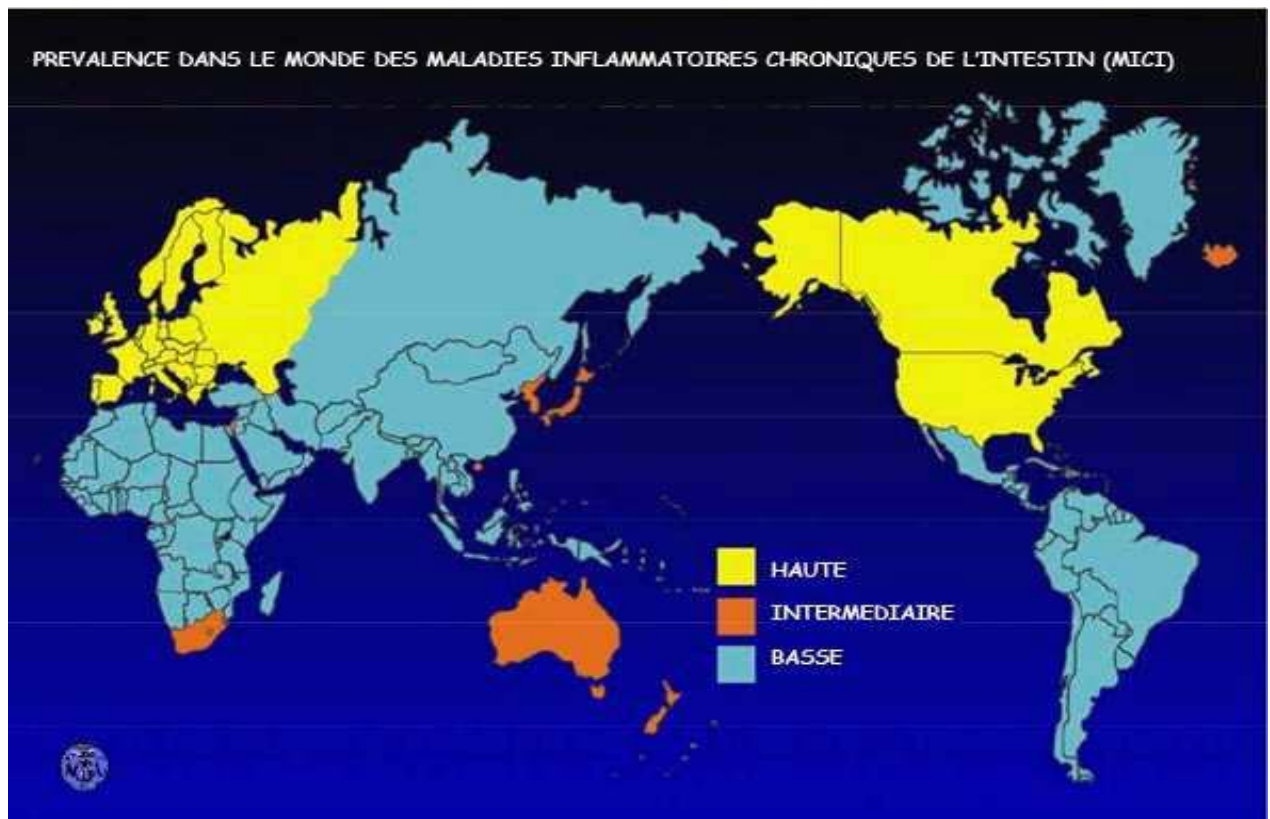 PREVALENCE DANS LE MONDE DES MALADIES INFLAMMATOIRES CHRONIQUES DE L'INTESTIN (MICI)
HAUTE
INTERMEDIAIRE
BASSE